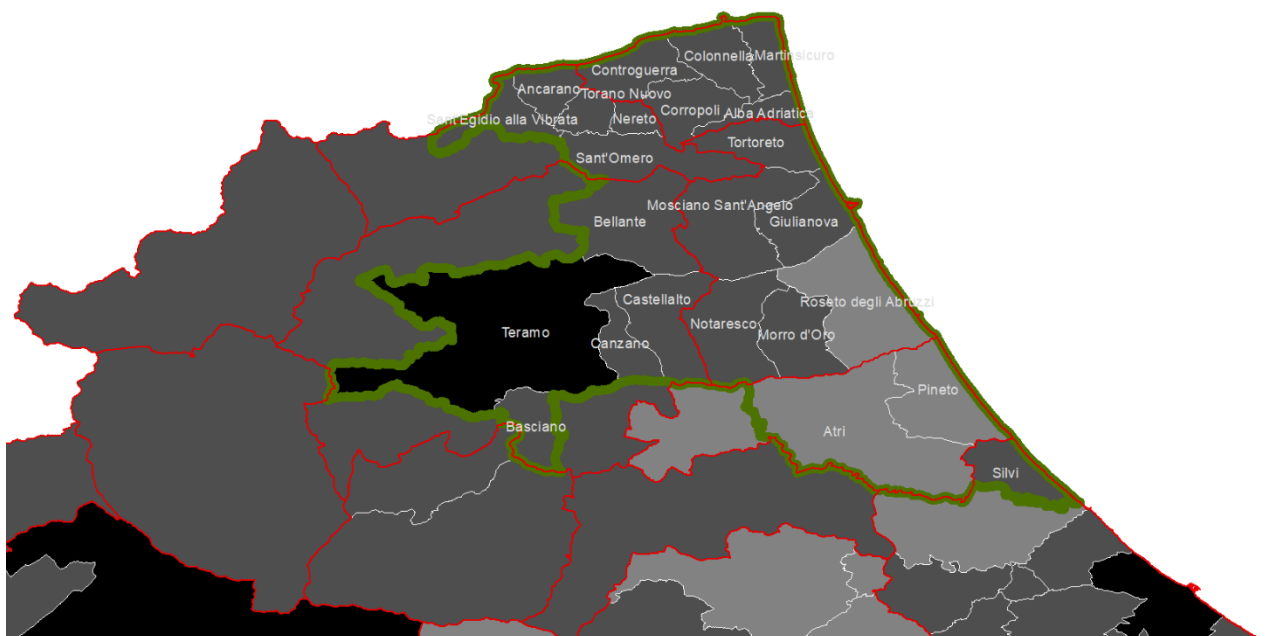 Colonnella
Martinsicuro
Controguerra
Ancarano
Torano Nuovo
Corropoli
Alba Adriatica
Sant'Egidio alla Vibrata
Nereto
Tortoreto
Sant'Omero
Mosciano Sant'Angelo
Bellante
Giulianova
Castellalto
Roseto degli Abruzzi
Notaresco
Teramo
Morro d'Oro
Canzano
Pineto
Basciano
Atri
Silvi